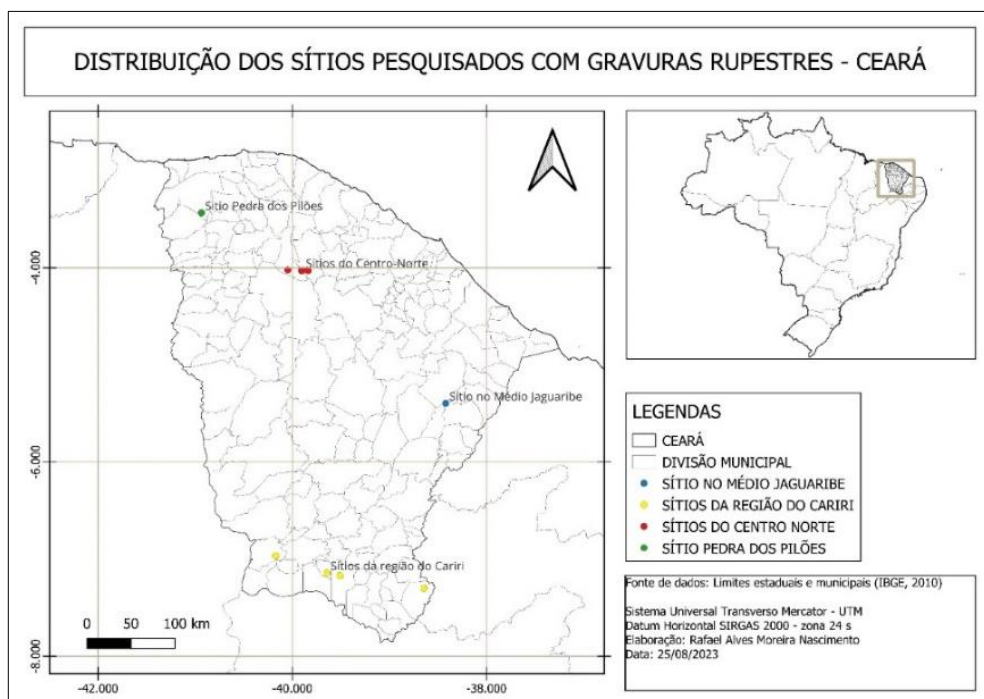 DISTRIBUIÇÃO DOS SÍTIOS PESQUISADOS COM GRAVURAS RUPESTRES - CEARÁ
Sítio Pedra dos Pilões
Sítios do Centro-Norte
Sítio no Médio Jaguaribe
Sítios da região do Cariri
-4.000
-6.000
-8.000
-42.000
-40.000
-38.000
0 50 100 km
LEGENDAS
CEARÁ
DIVISÃO MUNICIPAL
SÍTIO NO MÉDIO JAGUARIBE
SÍTIOS DA REGIÃO DO CARIRI
SÍTIOS DO CENTRO NORTE
SÍTIO PEDRA DOS PILÕES
Fonte de dados: Limites estaduais e municipais (IBGE, 2010)
Sistema Universal Transverso Mercator - UTM
Datum Horizontal SIRGAS 2000 - zona 24 s
Elaboração: Rafael Alves Moreira Nascimento
Data: 25/08/2023